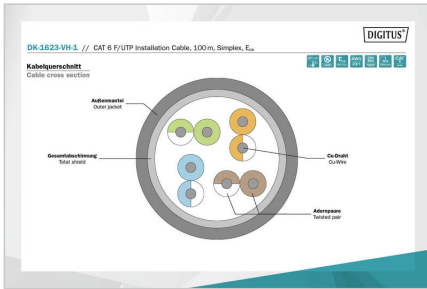 DIGITUS®
DK-1623-VH-1 // CAT 6 F/UTP Installation Cable, 100 m, Simplex, Eca
Kabelquerschnitt
Cable cross section
Außenmantel
Outer jacket
Gesamtabschirmung
Total shield
Cu-Draht
Cu-Wire
Adernpaare
Twisted pair